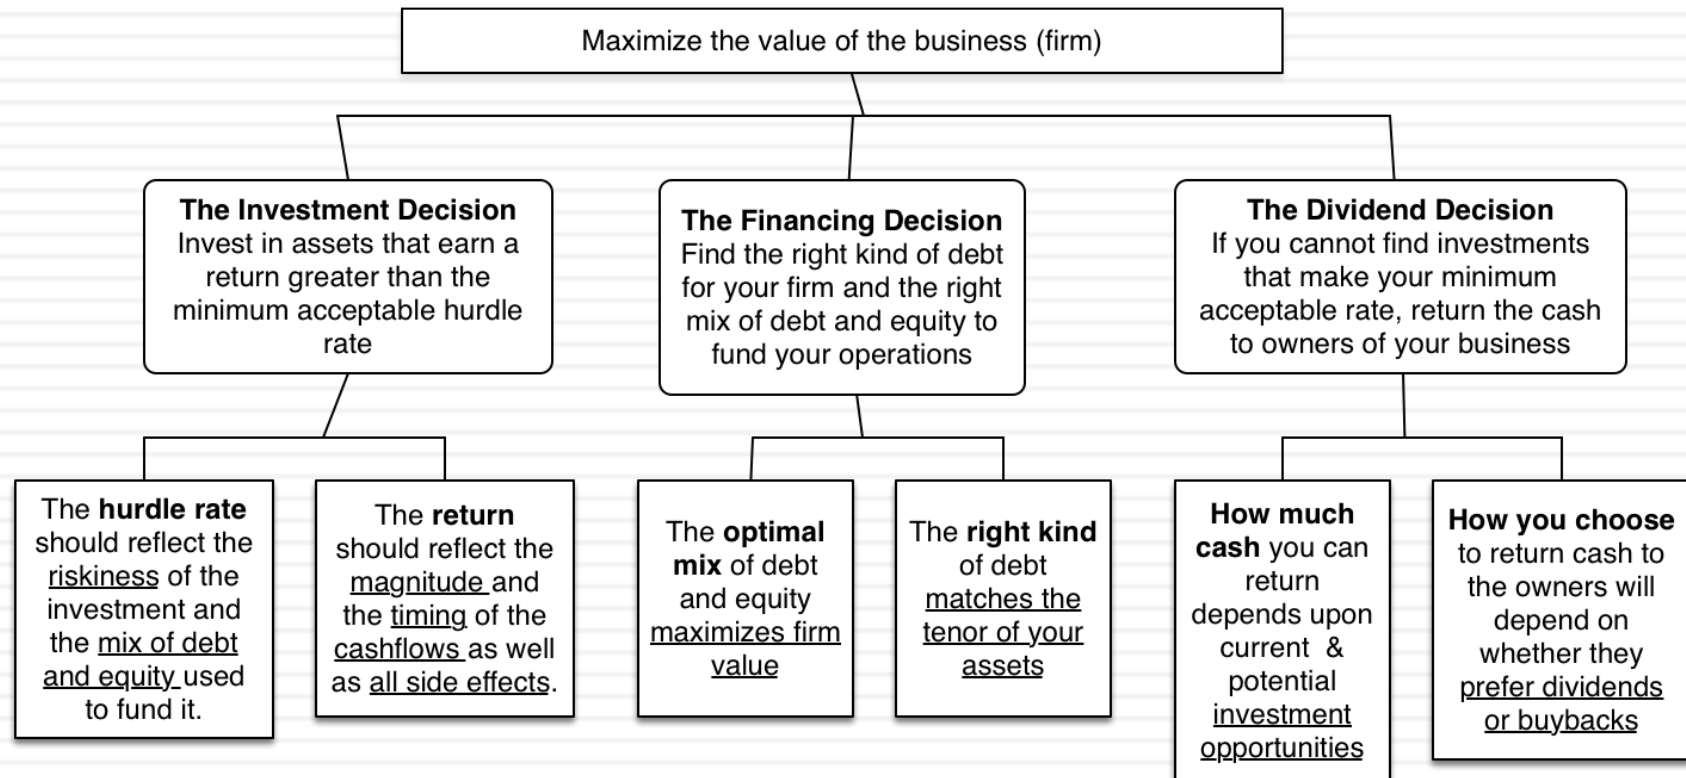 Maximize the value of the business (firm)
The Investment Decision
Invest in assets that earn a
return greater than the
minimum acceptable hurdle
rate
The Financing Decision
Find the right kind of debt
for your firm and the right
mix of debt and equity to
fund your operations
The Dividend Decision
If you cannot find investments
that make your minimum
acceptable rate, return the cash
to owners of your business
The hurdle rate
should reflect the
riskiness of the
investment and
the mix of debt
and equity used
to fund it.
The return
should reflect the
magnitude and
the timing of the
cashflows as well
as all side effects.
The optimal
mix of debt
and equity
maximizes firm
value
The right kind
of debt
matches the
tenor of your
assets
How much
cash you can
return
depends upon
current &
potential
investment
opportunities
How you choose
to return cash to
the owners will
depend on
whether they
prefer dividends
or buybacks